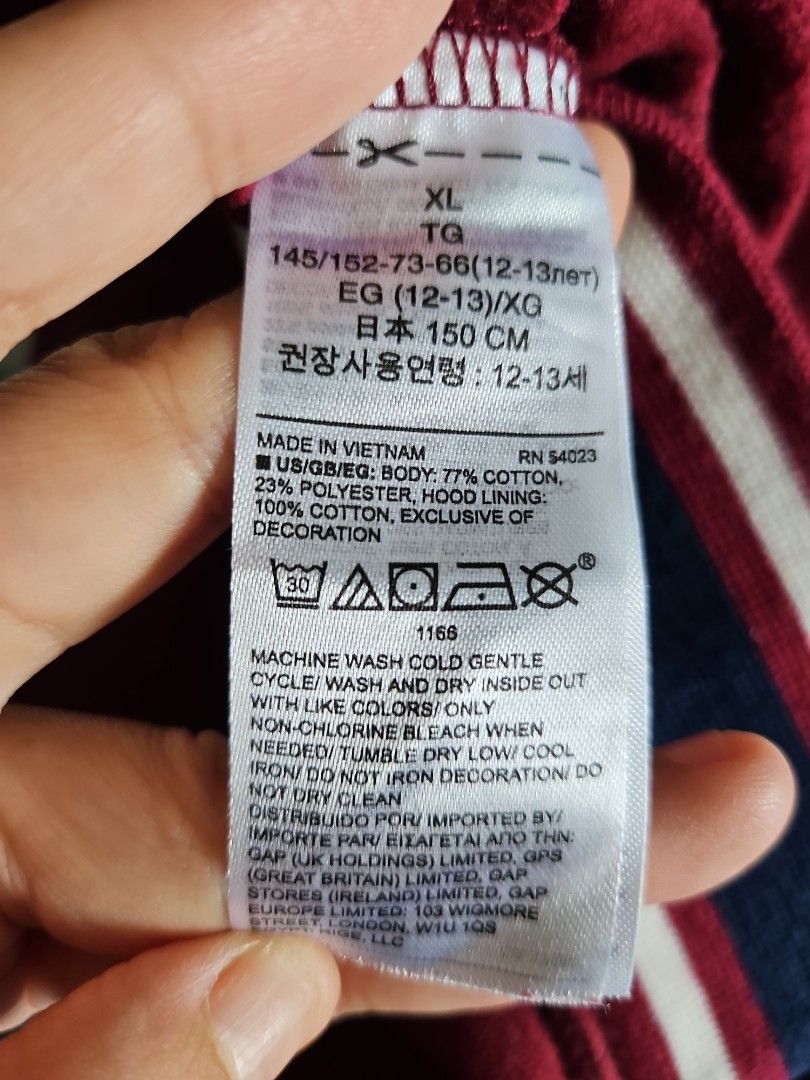 XL
TG
145/152-73-66(12-13лет)
EG (12-13)/XG
日本 150 CM
권장사용연령 : 12-13세
MADE IN VIETNAM RN 54023
■ US/GB/EG: BODY: 77% COTTON,
23% POLYESTER, HOOD LINING:
100% COTTON, EXCLUSIVE OF
DECORATION
30 ®
1166
MACHINE WASH COLD GENTLE
CYCLE/ WASH AND DRY INSIDE OUT
WITH LIKE COLORS/ ONLY
NON-CHLORINE BLEACH WHEN
NEEDED/ TUMBLE DRY LOW/ COOL
IRON/ DO NOT IRON DECORATION/ DO
NOT DRY CLEAN
DISTRIBUIDO POR/ IMPORTED BY/
IMPORTE PAR/ ΕΙΣΑΓΕΤΑΙ ΑΠΟ ΤΗΝ:
GAP (UK HOLDINGS) LIMITED, GPS
(GREAT BRITAIN) LIMITED, GAP
STORES (IRELAND) LIMITED, GAP
EUROPE LIMITED: 103 WIGMORE
STREET, LONDON, W1U 1QS
LLC